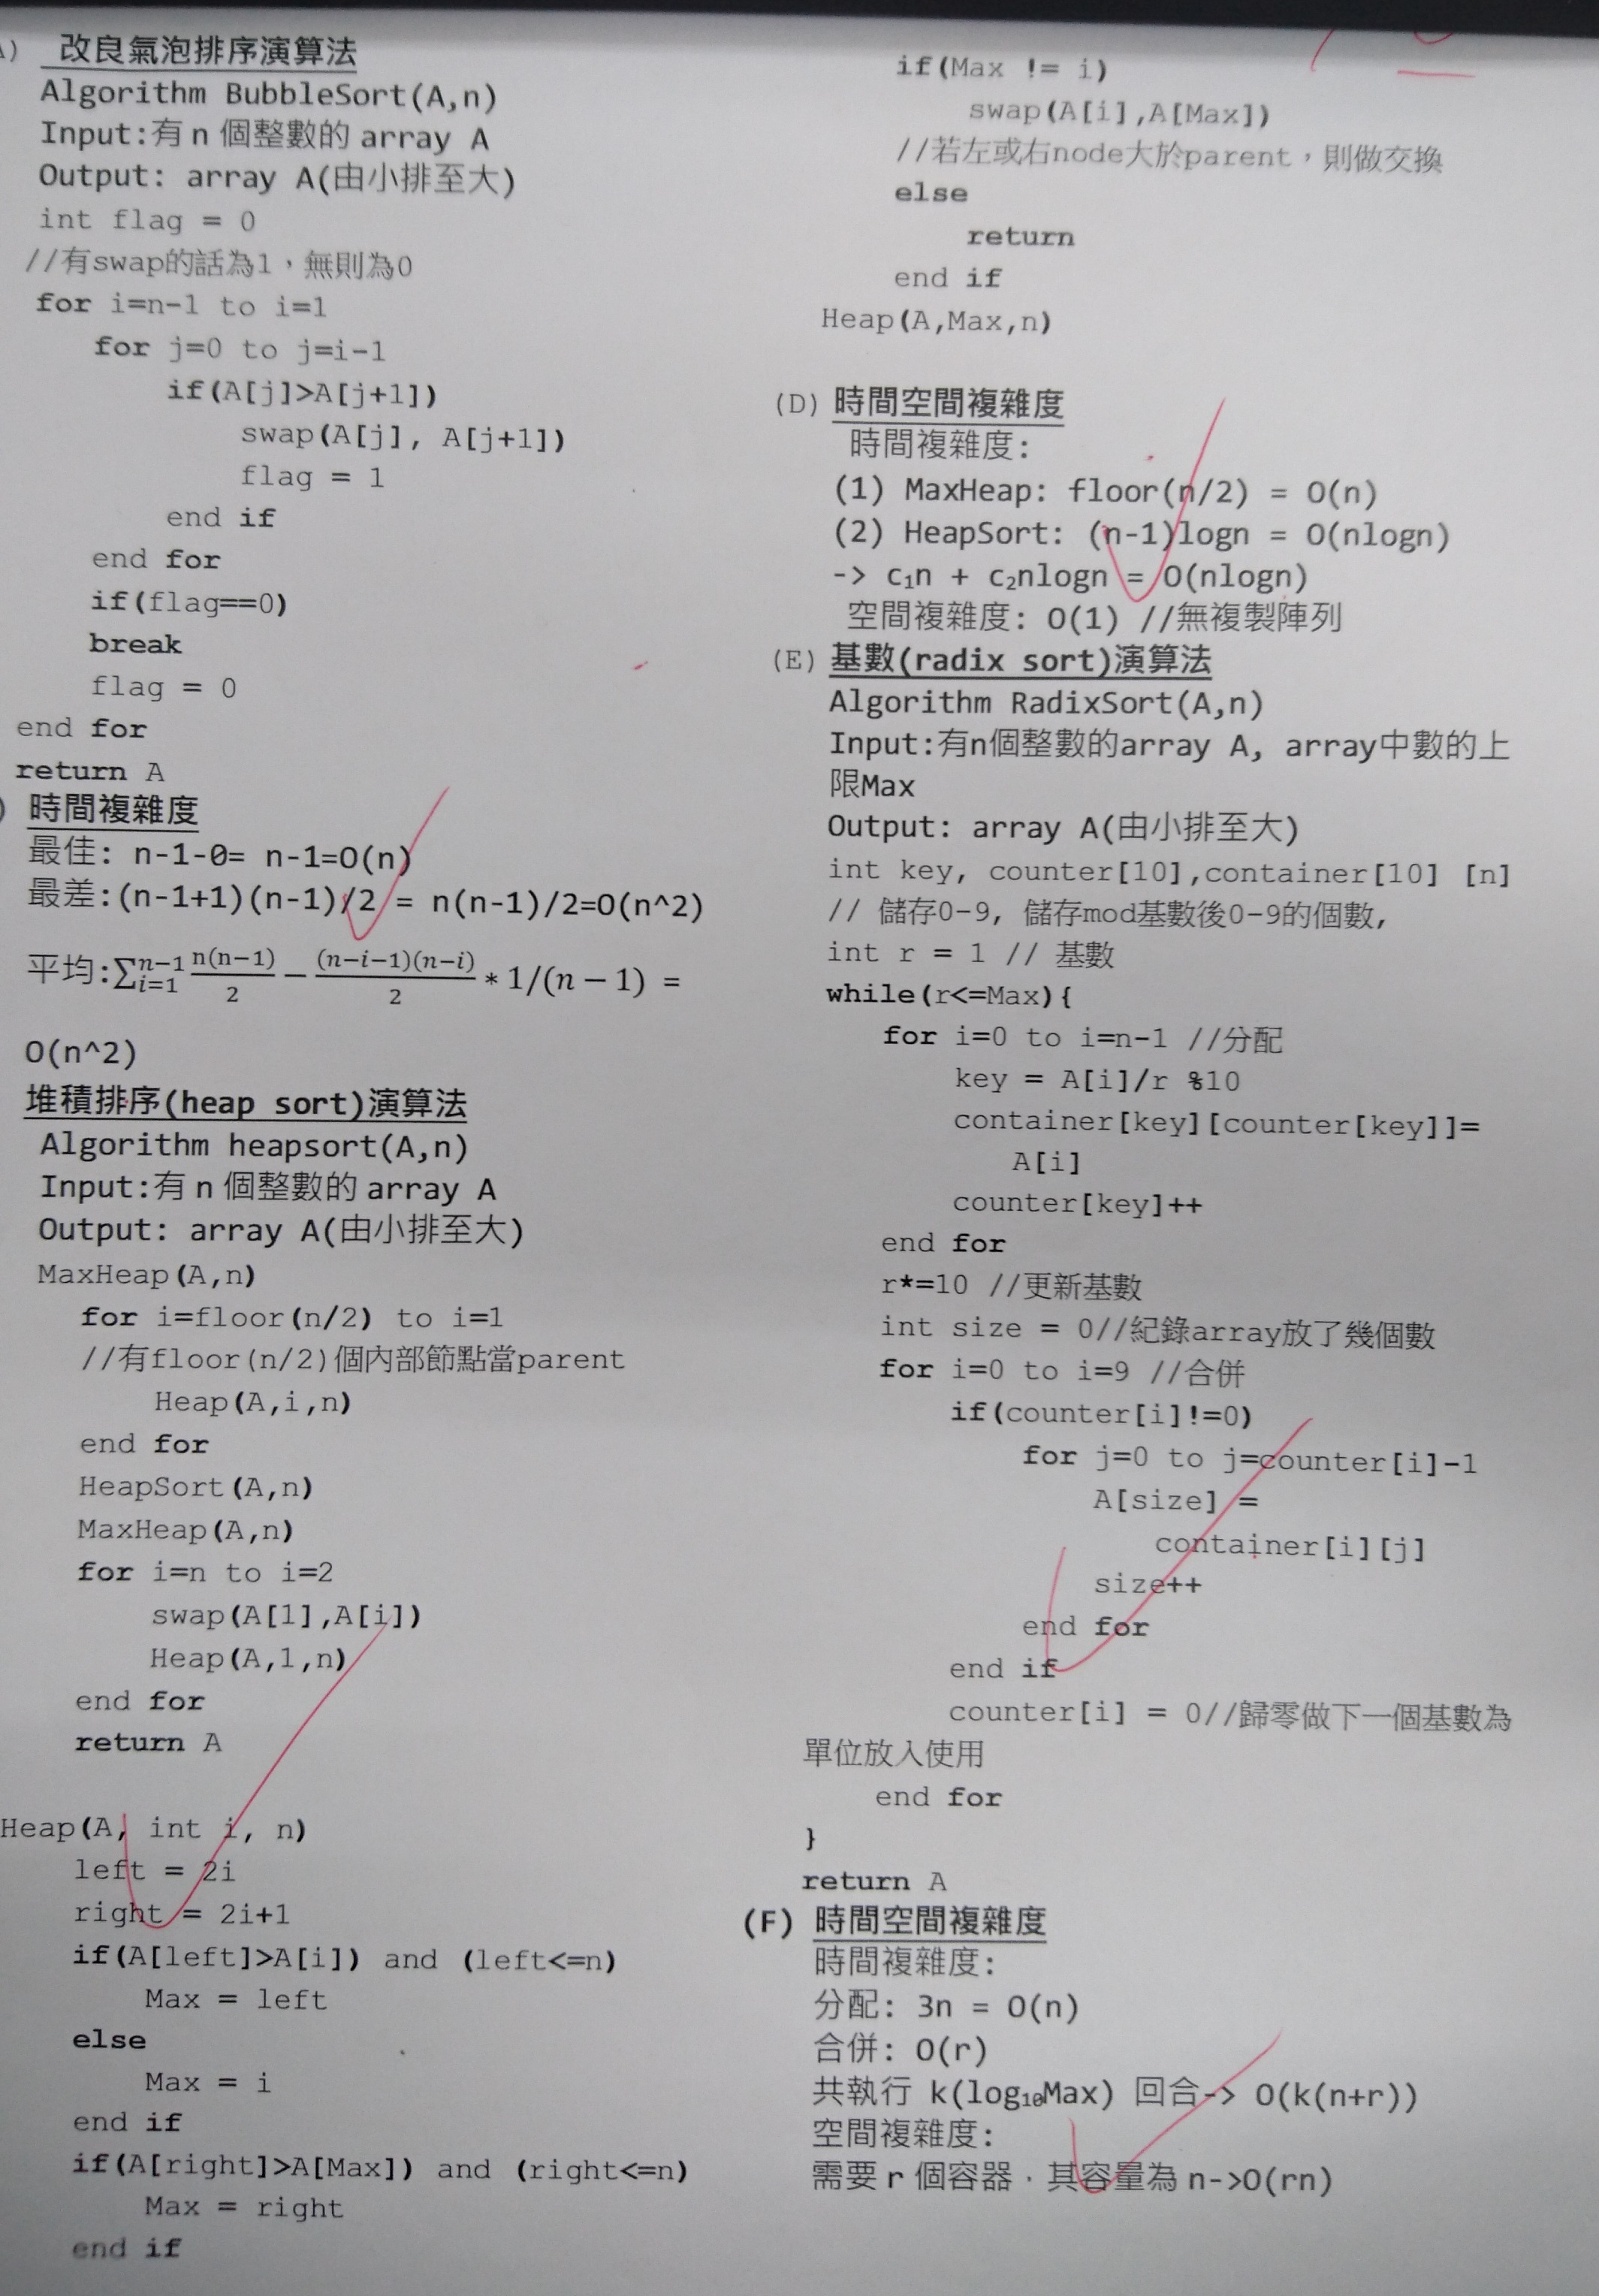 改良氣泡排序演算法
Algorithm BubbleSort(A,n)
Input:有 n 個整數的 array A
Output: array A(由小排至大)
int flag = 0
//有swap的話為1，無則為0
for i=n-1 to i=1
for j=0 to j=i-1
if(A[j]>A[j+1])
swap(A[j], A[j+1])
flag = 1
end if
end for
if(flag==0)
break
flag = 0
end for
return A
時間複雜度
最佳: n-1-0= n-1=O(n)
最差:(n-1+1)(n-1)/2 = n(n-1)/2=O(n^2)
平均:∑_{i=1}^{n-1} n(n-1)/2 − (n-i-1)(n-i)/2 * 1/(n − 1) =
O(n^2)
堆積排序(heap sort)演算法
Algorithm heapsort(A,n)
Input:有 n 個整數的 array A
Output: array A(由小排至大)
MaxHeap(A,n)
for i=floor(n/2) to i=1
//有floor(n/2)個內部節點當parent
Heap(A,i,n)
end for
HeapSort(A,n)
MaxHeap(A,n)
for i=n to i=2
swap(A[1],A[i])
Heap(A,1,n)
end for
return A
Heap(A, int i, n)
left = 2i
right = 2i+1
if(A[left]>A[i]) and (left<=n)
Max = left
else
Max = i
end if
if(A[right]>A[Max]) and (right<=n)
Max = right
end if
if(Max != i)
swap(A[i],A[Max])
//若左或右node大於parent，則做交換
else
return
end if
Heap(A,Max,n)
(D) 時間空間複雜度
時間複雜度:
(1) MaxHeap: floor(n/2) = O(n)
(2) HeapSort: (n-1)logn = O(nlogn)
-> c₁n + c₂nlogn = O(nlogn)
空間複雜度: O(1) //無複製陣列
(E) 基數(radix sort)演算法
Algorithm RadixSort(A,n)
Input:有n個整數的array A, array中數的上
限Max
Output: array A(由小排至大)
int key, counter[10],container[10] [n]
// 儲存0-9, 儲存mod基數後0-9的個數,
int r = 1 // 基數
while(r<=Max){
for i=0 to i=n-1 //分配
key = A[i]/r %10
container[key][counter[key]]=
A[i]
counter[key]++
end for
r*=10 //更新基數
int size = 0//紀錄array放了幾個數
for i=0 to i=9 //合併
if(counter[i]!=0)
for j=0 to j=counter[i]-1
A[size] =
container[i][j]
size++
end for
end if
counter[i] = 0//歸零做下一個基數為
單位放入使用
end for
}
return A
(F) 時間空間複雜度
時間複雜度:
分配: 3n = O(n)
合併: O(r)
共執行 k(log₁₀Max) 回合-> O(k(n+r))
空間複雜度:
需要 r 個容器，其容量為 n->O(rn)